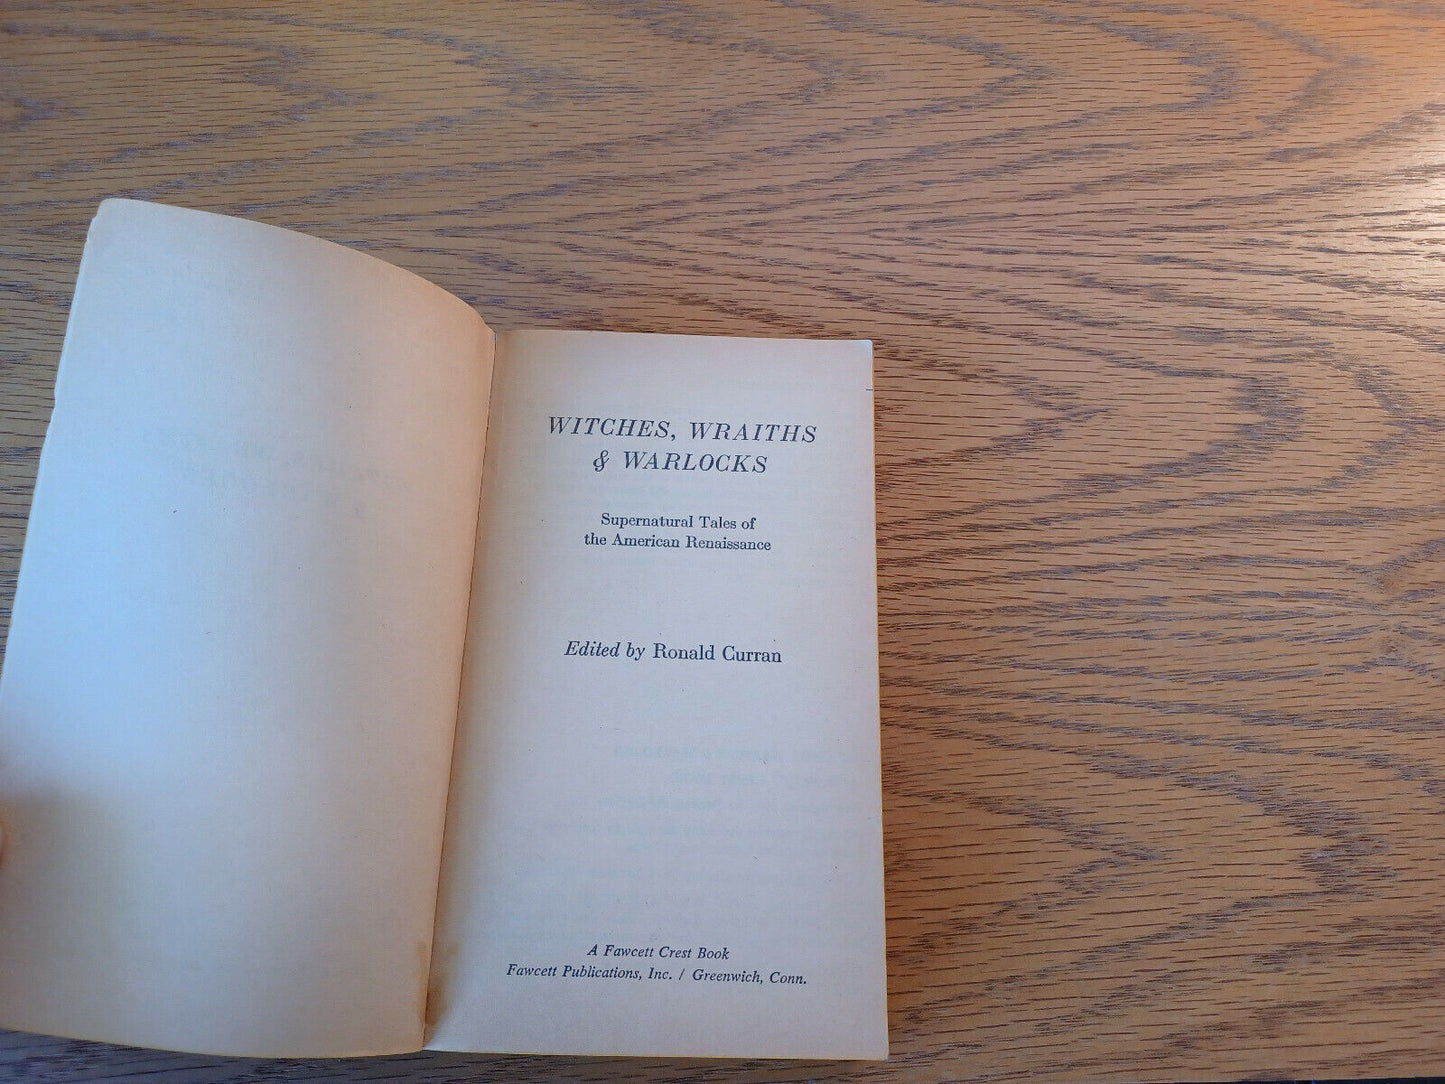 WITCHES, WRAITHS
& WARLOCKS
Supernatural Tales of
the American Renaissance
Edited by Ronald Curran
A Fawcett Crest Book
Fawcett Publications, Inc. / Greenwich, Conn.